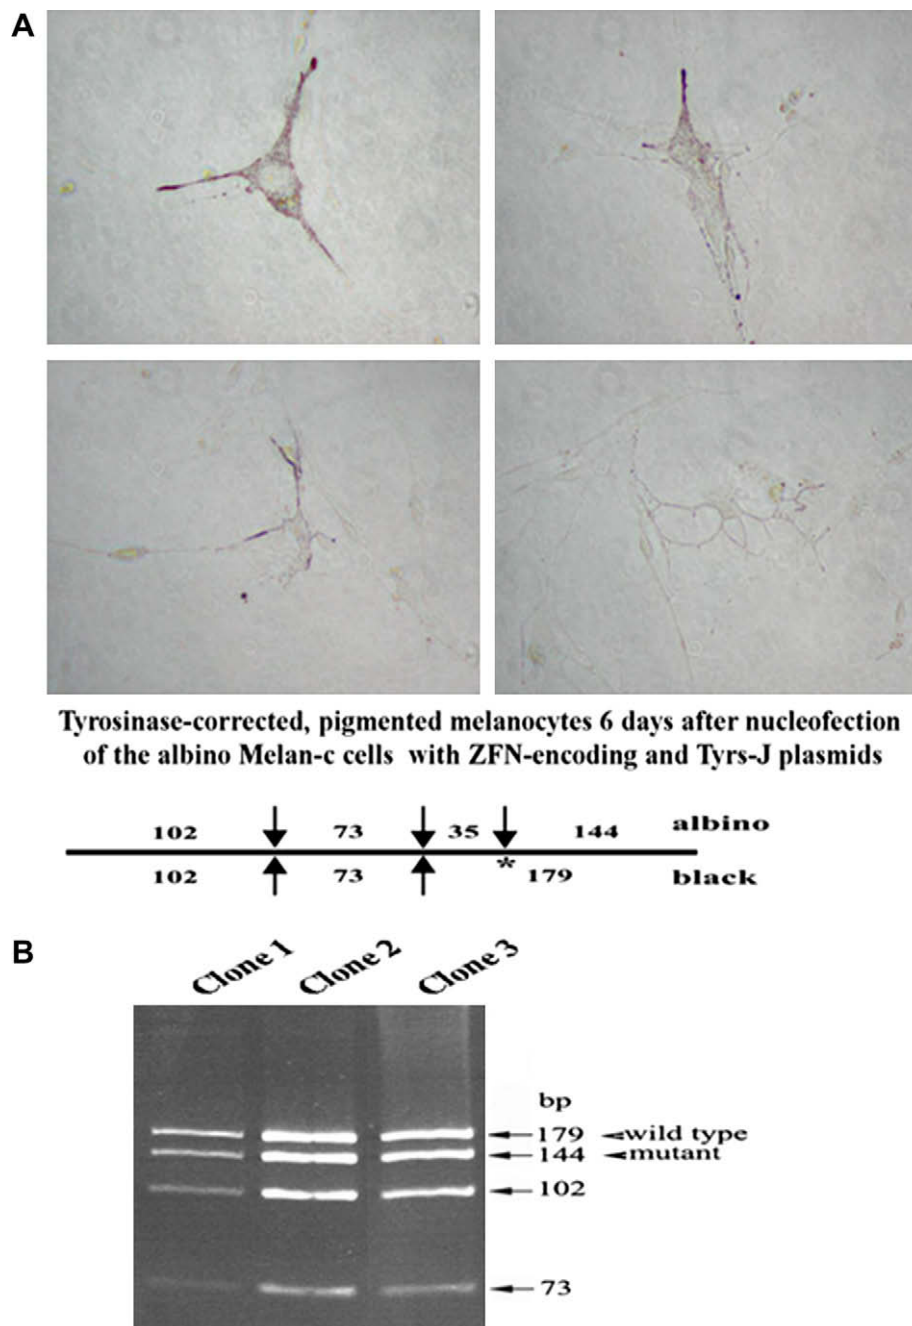 A
Tyrosinase-corrected, pigmented melanocytes 6 days after nucleofection
of the albino Melan-c cells with ZFN-encoding and Tyrs-J plasmids
102 73 35 144 albino
*
102 73 179 black
B
Clone 1 Clone 2 Clone 3
bp
179 wild type
144 mutant
102
73